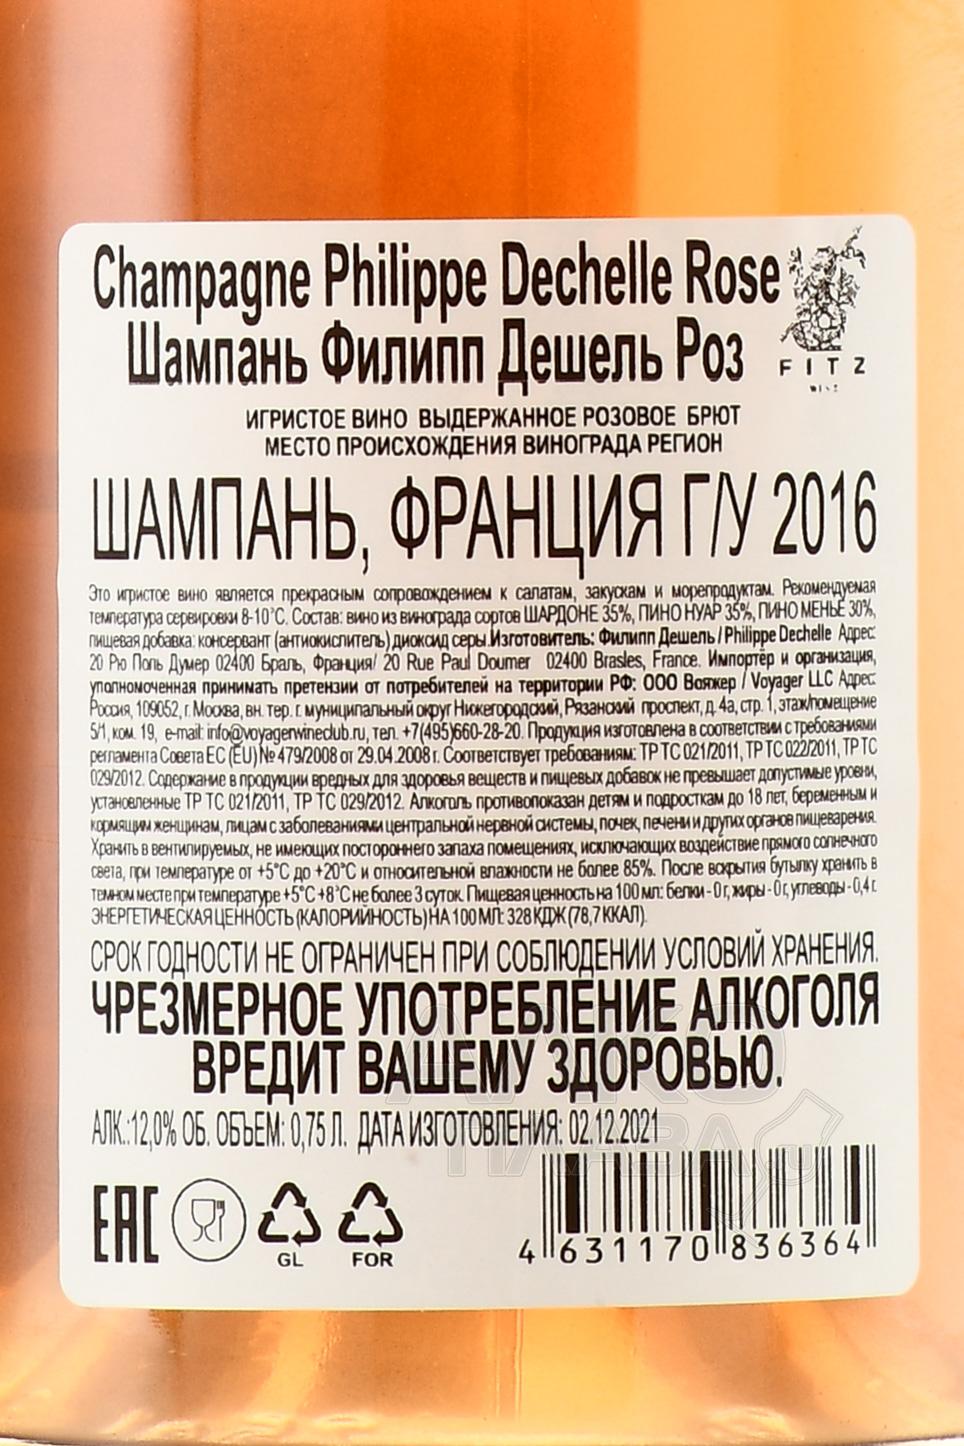 Champagne Philippe Dechelle Rose
Шампань Филипп Дешель Роз
FITZ
WINE
ИГРИСТОЕ ВИНО ВЫДЕРЖАННОЕ РОЗОВОЕ БРЮТ
МЕСТО ПРОИСХОЖДЕНИЯ ВИНОГРАДА РЕГИОН
ШАМПАНЬ, ФРАНЦИЯ Г/У 2016
Это игристое вино является прекрасным сопровождением к салатам, закускам и морепродуктам. Рекомендуемая
температура сервировки 8-10°С. Состав: вино из винограда сортов ШАРДОНЕ 35%, ПИНО НУАР 35%, ПИНО МЕНЬЕ 30%,
пищевая добавка: консервант (антиокислитель) диоксид серы.Изготовитель: Филипп Дешель / Philippe Dechelle Адрес:
20 Рю Поль Думер 02400 Браль, Франция/ 20 Rue Paul Doumer 02400 Brasles, France. Импортёр и организация,
уполномоченная принимать претензии от потребителей на территории РФ: ООО Вояжер / Voyager LLC Адрес:
Россия, 109052, г. Москва, вн. тер. г. муниципальный округ Нижегородский, Рязанский проспект, д. 4а, стр. 1, этаж/помещение
5/1, ком. 19, e-mail: info@voyagerwineclub.ru, тел. +7(495)660-28-20. Продукция изготовлена в соответствии с требованиями
регламента Совета ЕС (EU) № 479/2008 от 29.04.2008 г. Соответствует требованиям: ТР ТС 021/2011, ТР ТС 022/2011, ТР ТС
029/2012. Содержание в продукции вредных для здоровья веществ и пищевых добавок не превышает допустимые уровни,
установленные ТР ТС 021/2011, ТР ТС 029/2012. Алкоголь противопоказан детям и подросткам до 18 лет, беременным и
кормящим женщинам, лицам с заболеваниями центральной нервной системы, почек, печени и других органов пищеварения.
Хранить в вентилируемых, не имеющих постороннего запаха помещениях, исключающих воздействие прямого солнечного
света, при температуре от +5°С до +20°С и относительной влажности не более 85%. После вскрытия бутылку хранить в
темном месте при температуре +5°С +8°С не более 3 суток. Пищевая ценность на 100 мл: белки - 0 г, жиры - 0 г, углеводы - 0,4 г.
ЭНЕРГЕТИЧЕСКАЯ ЦЕННОСТЬ (КАЛОРИЙНОСТЬ) НА 100 МЛ: 328 КДЖ (78,7 ККАЛ).
СРОК ГОДНОСТИ НЕ ОГРАНИЧЕН ПРИ СОБЛЮДЕНИИ УСЛОВИЙ ХРАНЕНИЯ.
ЧРЕЗМЕРНОЕ УПОТРЕБЛЕНИЕ АЛКОГОЛЯ
ВРЕДИТ ВАШЕМУ ЗДОРОВЬЮ.
АЛК.:12,0% ОБ. ОБЪЕМ: 0,75 Л. ДАТА ИЗГОТОВЛЕНИЯ: 02.12.2021
EAC
GL FOR
4 631170 836364